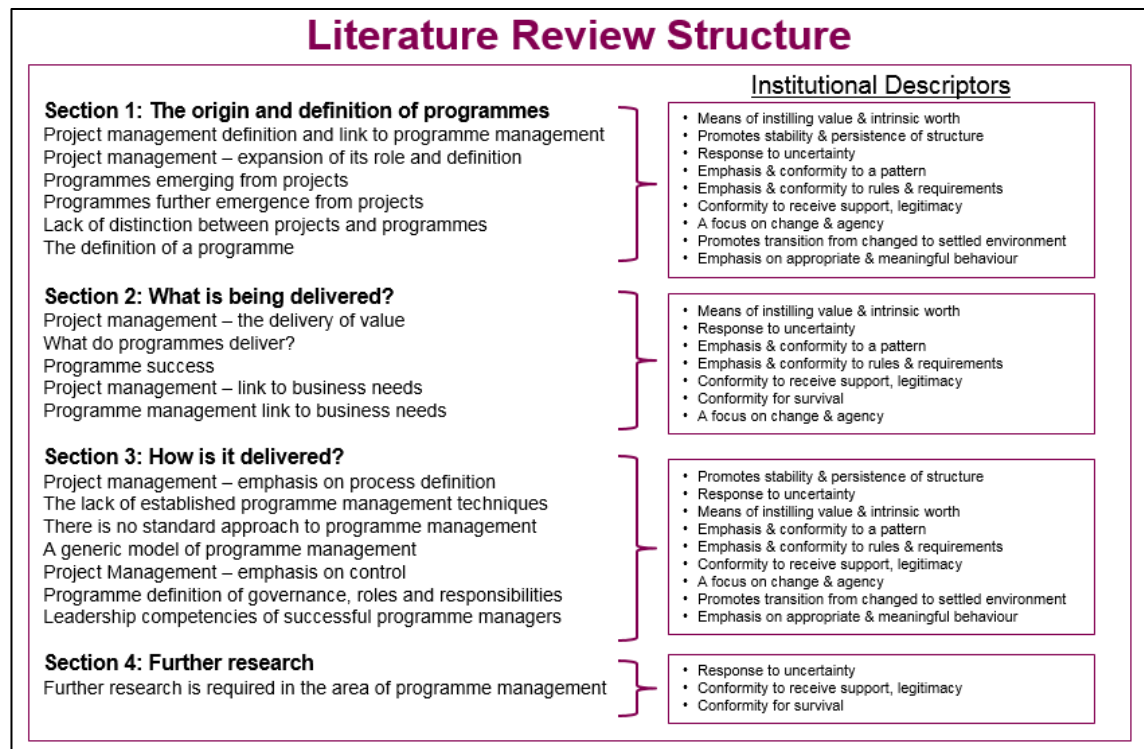 Literature Review Structure
Institutional Descriptors
Section 1: The origin and definition of programmes
Project management definition and link to programme management
Project management – expansion of its role and definition
Programmes emerging from projects
Programmes further emergence from projects
Lack of distinction between projects and programmes
The definition of a programme
• Means of instilling value & intrinsic worth
• Promotes stability & persistence of structure
• Response to uncertainty
• Emphasis & conformity to a pattern
• Emphasis & conformity to rules & requirements
• Conformity to receive support, legitimacy
• A focus on change & agency
• Promotes transition from changed to settled environment
• Emphasis on appropriate & meaningful behaviour
Section 2: What is being delivered?
Project management – the delivery of value
What do programmes deliver?
Programme success
Project management – link to business needs
Programme management link to business needs
• Means of instilling value & intrinsic worth
• Response to uncertainty
• Emphasis & conformity to a pattern
• Emphasis & conformity to rules & requirements
• Conformity to receive support, legitimacy
• Conformity for survival
• A focus on change & agency
Section 3: How is it delivered?
Project management – emphasis on process definition
The lack of established programme management techniques
There is no standard approach to programme management
A generic model of programme management
Project Management – emphasis on control
Programme definition of governance, roles and responsibilities
Leadership competencies of successful programme managers
• Promotes stability & persistence of structure
• Response to uncertainty
• Means of instilling value & intrinsic worth
• Emphasis & conformity to a pattern
• Emphasis & conformity to rules & requirements
• Conformity to receive support, legitimacy
• A focus on change & agency
• Promotes transition from changed to settled environment
• Emphasis on appropriate & meaningful behaviour
Section 4: Further research
Further research is required in the area of programme management
• Response to uncertainty
• Conformity to receive support, legitimacy
• Conformity for survival